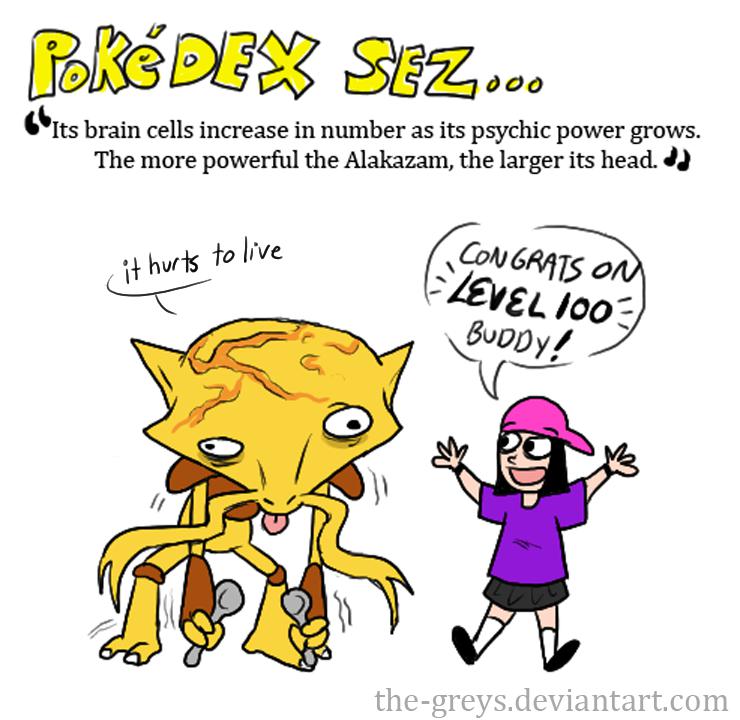 POKéDEX SEZ...
“Its brain cells increase in number as its psychic power grows.
The more powerful the Alakazam, the larger its head.”
it hurts to live
CONGRATS ON
LEVEL 100
BUDDY!
the-greys.deviantart.com